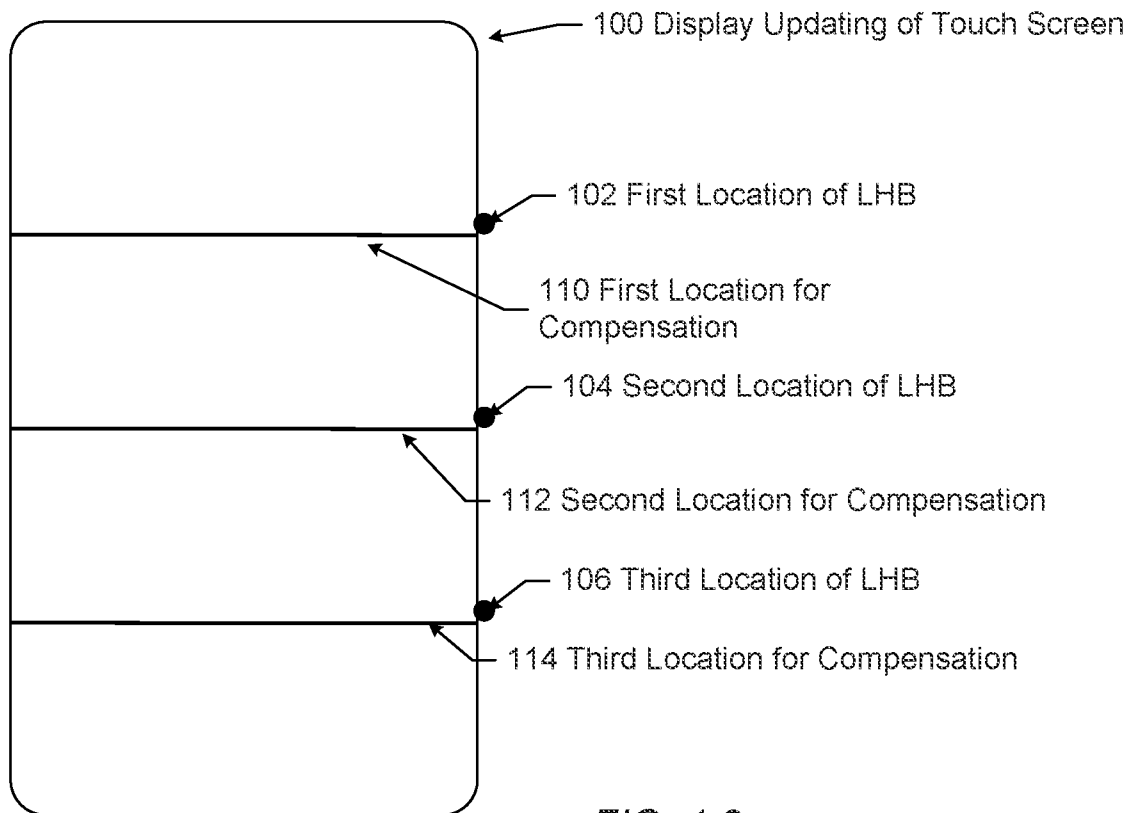 100 Display Updating of Touch Screen
102 First Location of LHB
110 First Location for
Compensation
104 Second Location of LHB
112 Second Location for Compensation
106 Third Location of LHB
114 Third Location for Compensation